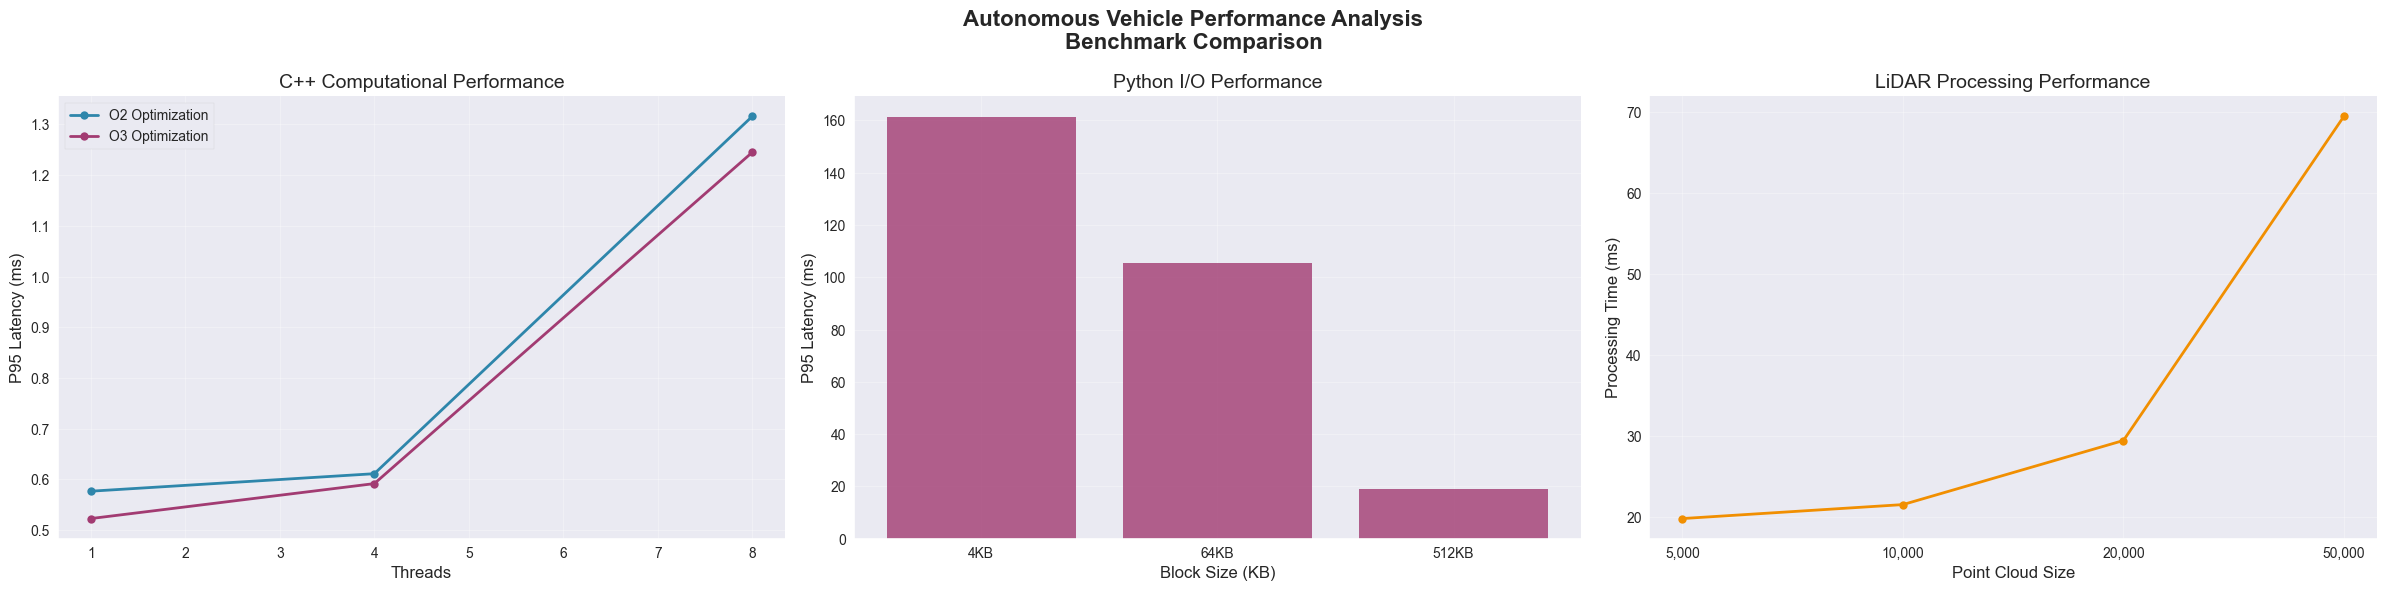 Autonomous Vehicle Performance Analysis
Benchmark Comparison
C++ Computational Performance
O2 Optimization
O3 Optimization
P95 Latency (ms)
1.3
1.2
1.1
1.0
0.9
0.8
0.7
0.6
0.5
1 2 3 4 5 6 7 8
Threads
Python I/O Performance
P95 Latency (ms)
160
140
120
100
80
60
40
20
0
4KB 64KB 512KB
Block Size (KB)
LiDAR Processing Performance
Processing Time (ms)
70
60
50
40
30
20
5,000 10,000 20,000 50,000
Point Cloud Size